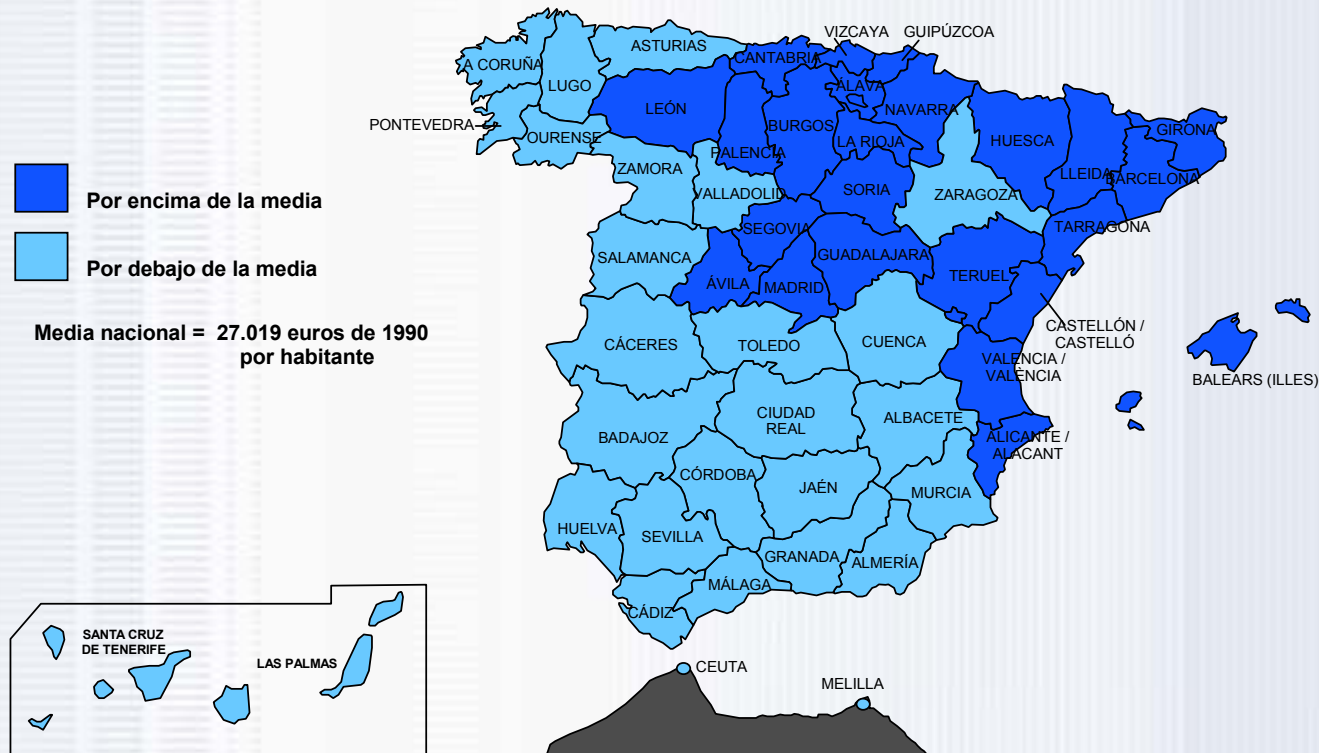 VIZCAYA
GUIPÚZCOA
ASTURIAS
CANTABRIA
A CORUÑA
LUGO
ÁLAVA
LEÓN
NAVARRA
PONTEVEDRA
BURGOS
GIRONA
OURENSE
LA RIOJA
HUESCA
PALENCIA
ZAMORA
LLEIDA
BARCELONA
VALLADOLID
SORIA
ZARAGOZA
Por encima de la media
SEGOVIA
TARRAGONA
SALAMANCA
GUADALAJARA
Por debajo de la media
TERUEL
ÁVILA
MADRID
Media nacional = 27.019 euros de 1990
por habitante
CASTELLÓN /
CASTELLÓ
CÁCERES
TOLEDO
CUENCA
VALENCIA /
VALÈNCIA
BALEARS (ILLES)
CIUDAD
REAL
ALBACETE
BADAJOZ
ALICANTE /
ALACANT
CÓRDOBA
JAÉN
MURCIA
HUELVA
SEVILLA
GRANADA
ALMERÍA
MÁLAGA
CÁDIZ
SANTA CRUZ
DE TENERIFE
LAS PALMAS
CEUTA
MELILLA